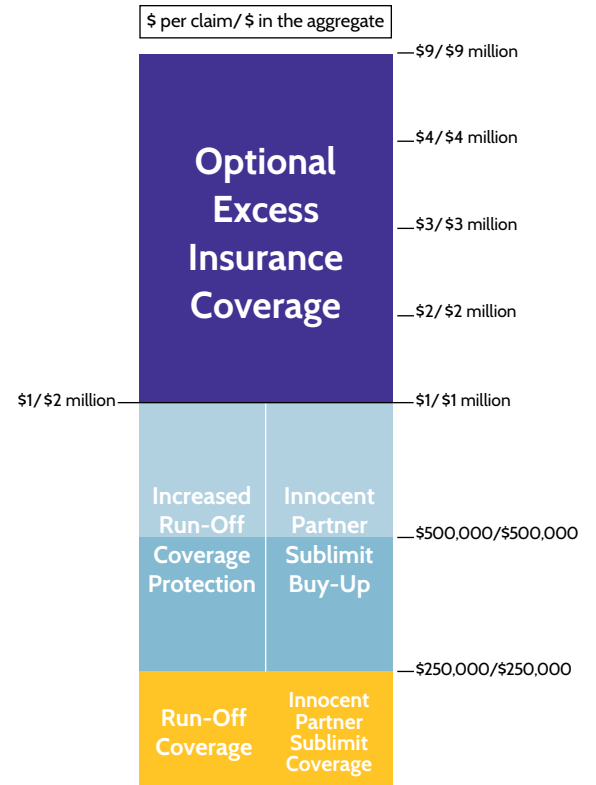 $ per claim/ $ in the aggregate
$9/ $9 million
$4/ $4 million
$3/ $3 million
$2/ $2 million
Optional
Excess
Insurance
Coverage
$1/ $2 million
$1/ $1 million
Increased
Run-Off
Coverage
Protection
Innocent
Partner
Sublimit
Buy-Up
$500,000/$500,000
$250,000/$250,000
Run-Off
Coverage
Innocent
Partner
Sublimit
Coverage